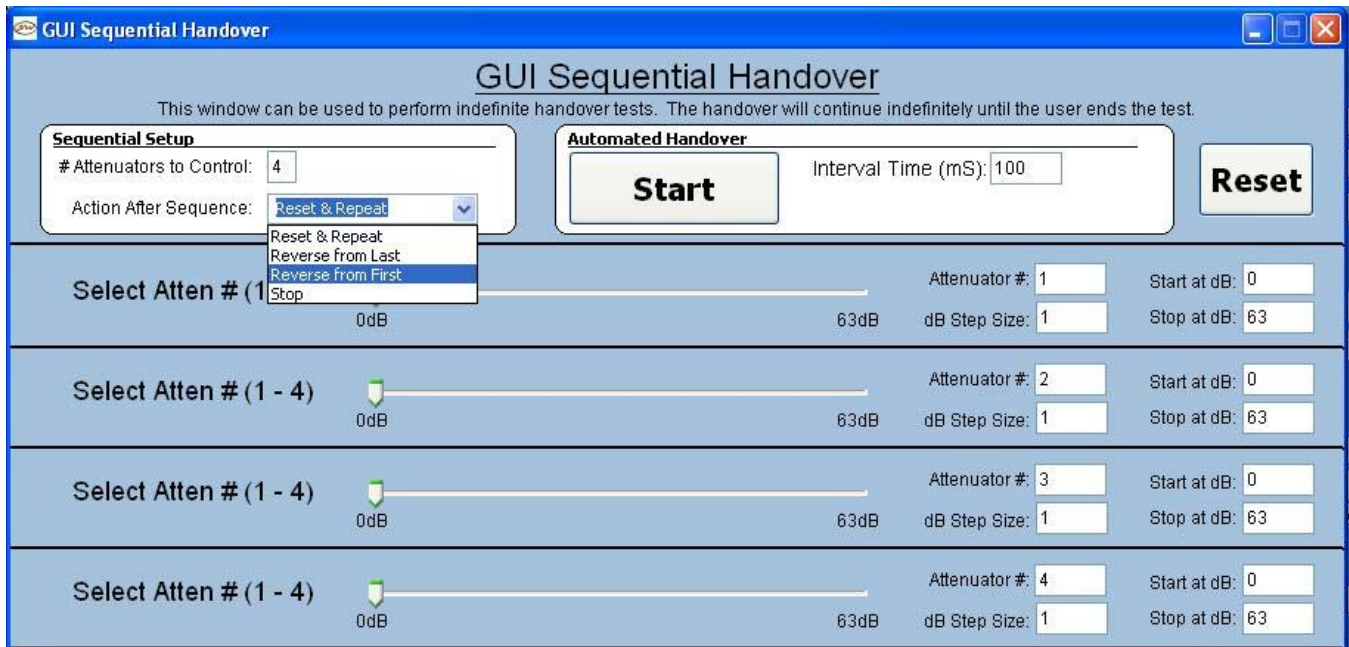 GUI Sequential Handover
GUI Sequential Handover
This window can be used to perform indefinite handover tests. The handover will continue indefinitely until the user ends the test.
Sequential Setup
# Attenuators to Control: 4
Action After Sequence: Reset & Repeat
Reset & Repeat
Reverse from Last
Reverse from First
Stop
Automated Handover
Start
Interval Time (mS): 100
Reset
Select Atten # (1
0dB
63dB
Attenuator #: 1
Start at dB: 0
dB Step Size: 1
Stop at dB: 63
Select Atten # (1 - 4)
0dB
63dB
Attenuator #: 2
Start at dB: 0
dB Step Size: 1
Stop at dB: 63
Select Atten # (1 - 4)
0dB
63dB
Attenuator #: 3
Start at dB: 0
dB Step Size: 1
Stop at dB: 63
Select Atten # (1 - 4)
0dB
63dB
Attenuator #: 4
Start at dB: 0
dB Step Size: 1
Stop at dB: 63